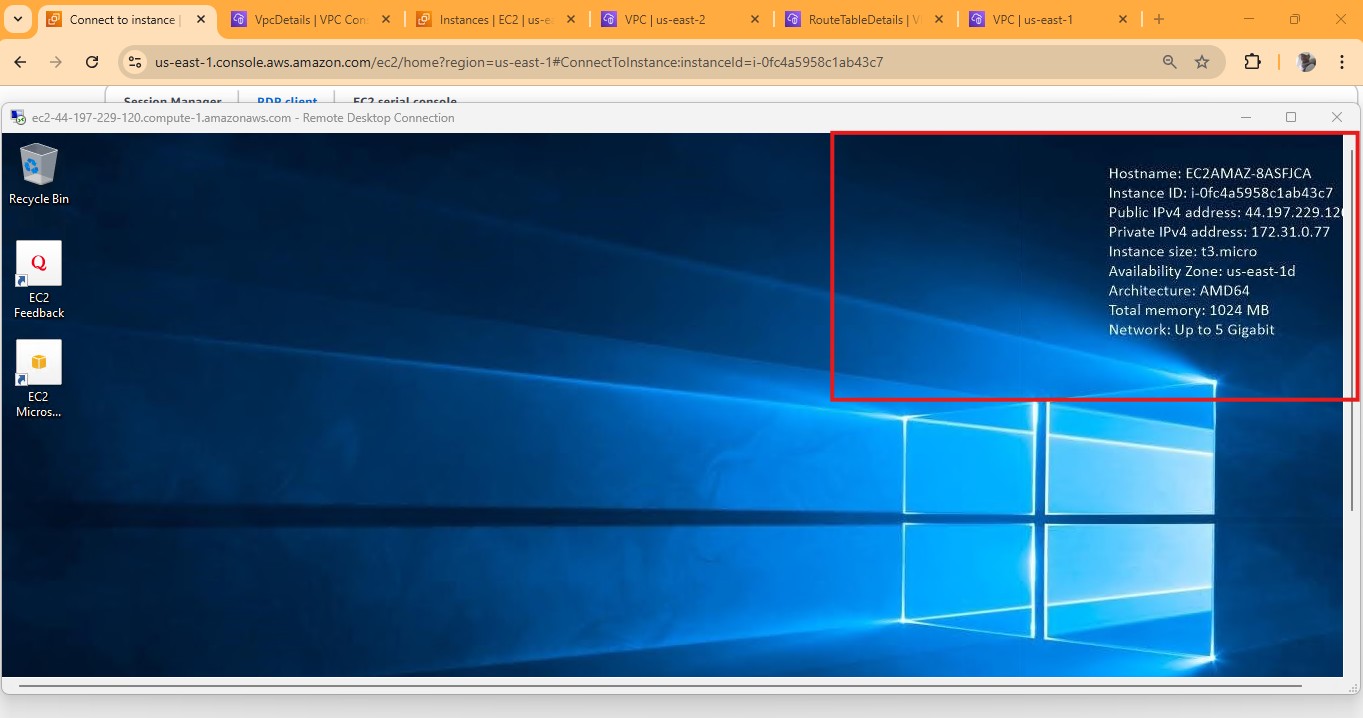 Connect to instance |
VpcDetails | VPC Con
Instances | EC2 | us-ea
VPC | us-east-2
RouteTableDetails | V
VPC | us-east-1
us-east-1.console.aws.amazon.com/ec2/home?region=us-east-1#ConnectToInstance:instanceId=i-0fc4a5958c1ab43c7
Session Manager
RDP client
EC2 serial console
ec2-44-197-229-120.compute-1.amazonaws.com - Remote Desktop Connection
Recycle Bin
Q
EC2
Feedback
EC2
Micros...
Hostname: EC2AMAZ-8ASFJCA
Instance ID: i-0fc4a5958c1ab43c7
Public IPv4 address: 44.197.229.120
Private IPv4 address: 172.31.0.77
Instance size: t3.micro
Availability Zone: us-east-1d
Architecture: AMD64
Total memory: 1024 MB
Network: Up to 5 Gigabit